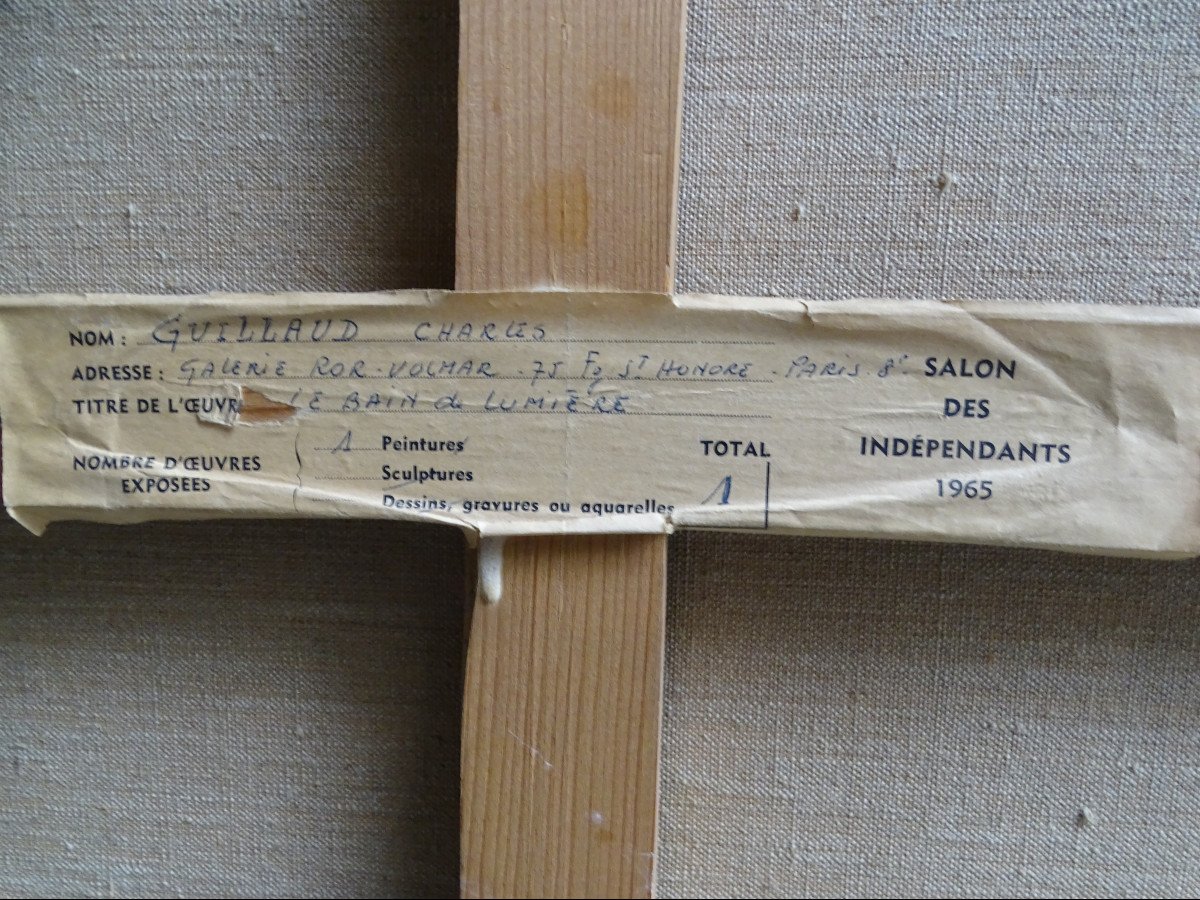 NOM : GUILLAUD CHARLES
ADRESSE : GALERIE ROR-VOLMAR . 75 Fg St HONORE . PARIS 8e
TITRE DE L'ŒUVR LE BAIN de LUMIÈRE
NOMBRE D'ŒUVRES
EXPOSÉES
1 Peintures
Sculptures
Dessins, gravures ou aquarelles
TOTAL
1
SALON
DES
INDÉPENDANTS
1965